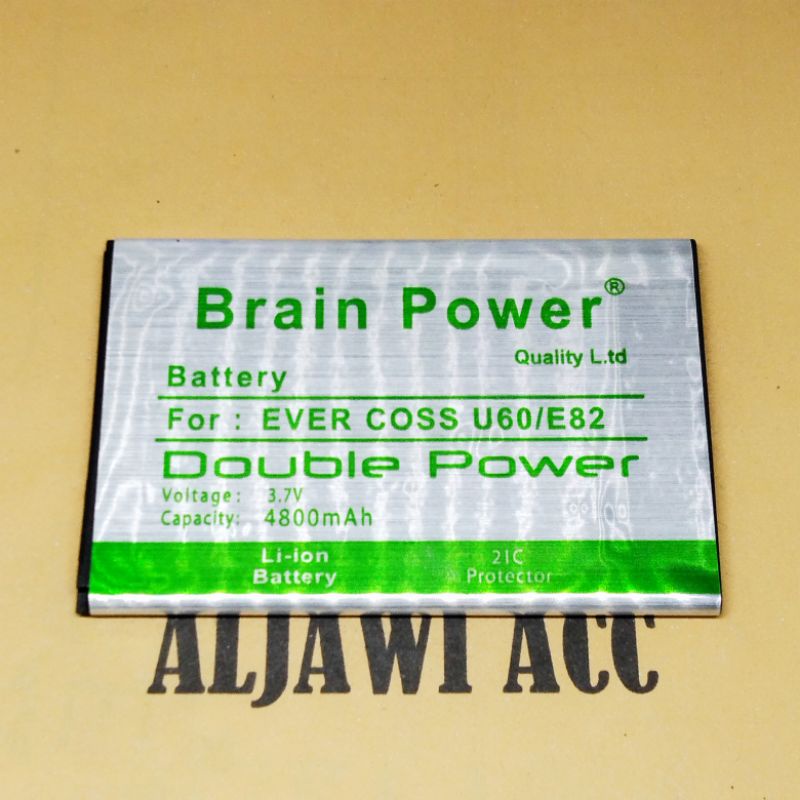 Brain Power®
Quality L.td
Battery
For : EVER COSS U60/E82
Double Power
Voltage : 3.7V
Capacity: 4800mAh
Li-ion Battery
2IC Protector
ALJAWI ACC